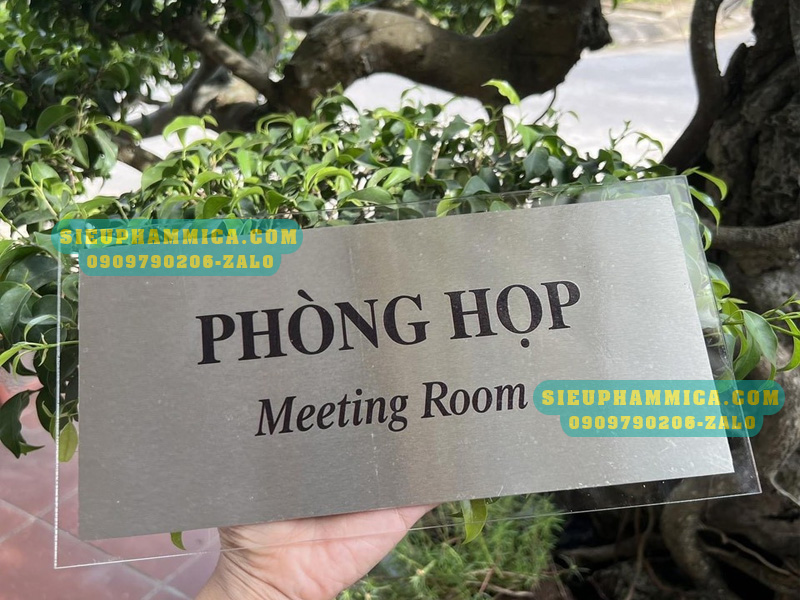 SIEUPHAMMICA.COM
0909790206-ZALO
PHÒNG HỌP
Meeting Room
SIEUPHAMMICA.COM
0909790206-ZALO